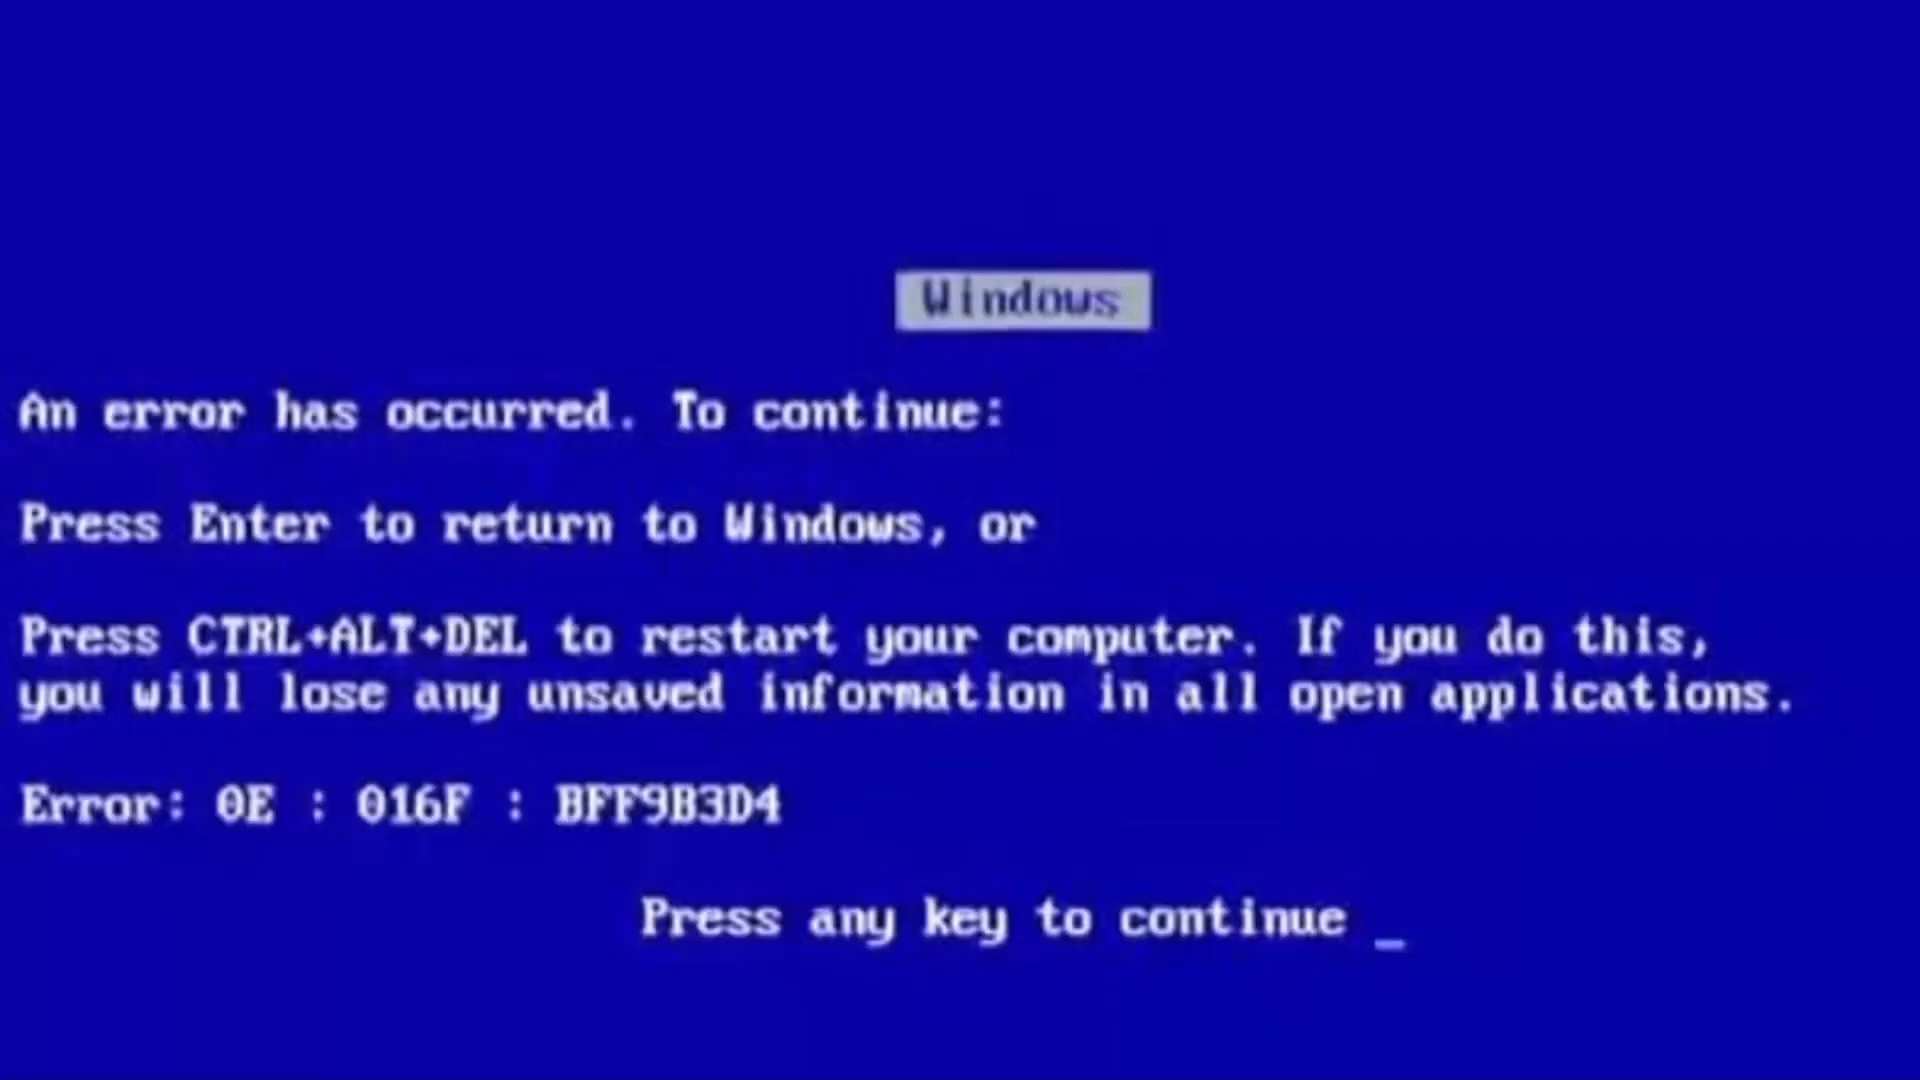 Windows
An error has occurred. To continue:
Press Enter to return to Windows, or
Press CTRL+ALT+DEL to restart your computer. If you do this,
you will lose any unsaved information in all open applications.
Error: 0E : 016F : BFF9B3D4
Press any key to continue _